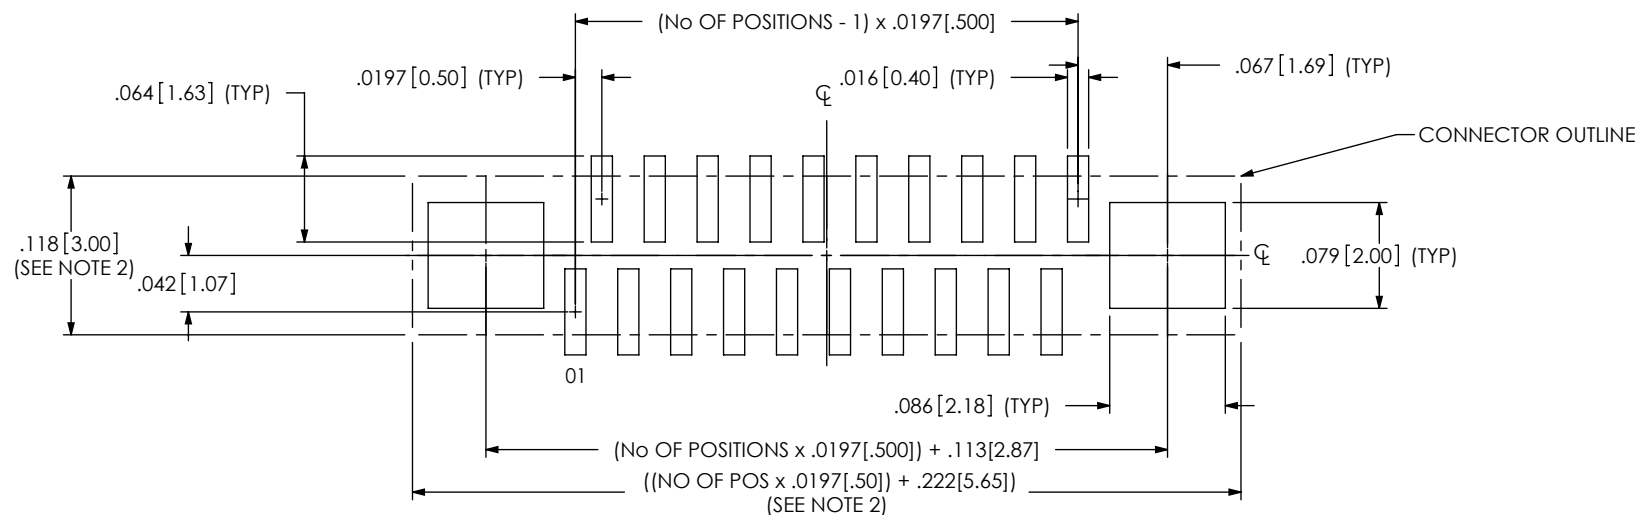 (No OF POSITIONS - 1) x .0197[.500]
.0197[0.50] (TYP)
.016[0.40] (TYP)
.067[1.69] (TYP)
.064[1.63] (TYP)
℄
CONNECTOR OUTLINE
.118[3.00]
(SEE NOTE 2)
.042[1.07]
℄
.079[2.00] (TYP)
01
.086[2.18] (TYP)
(No OF POSITIONS x .0197[.500]) + .113[2.87]
((NO OF POS x .0197[.50]) + .222[5.65])
(SEE NOTE 2)